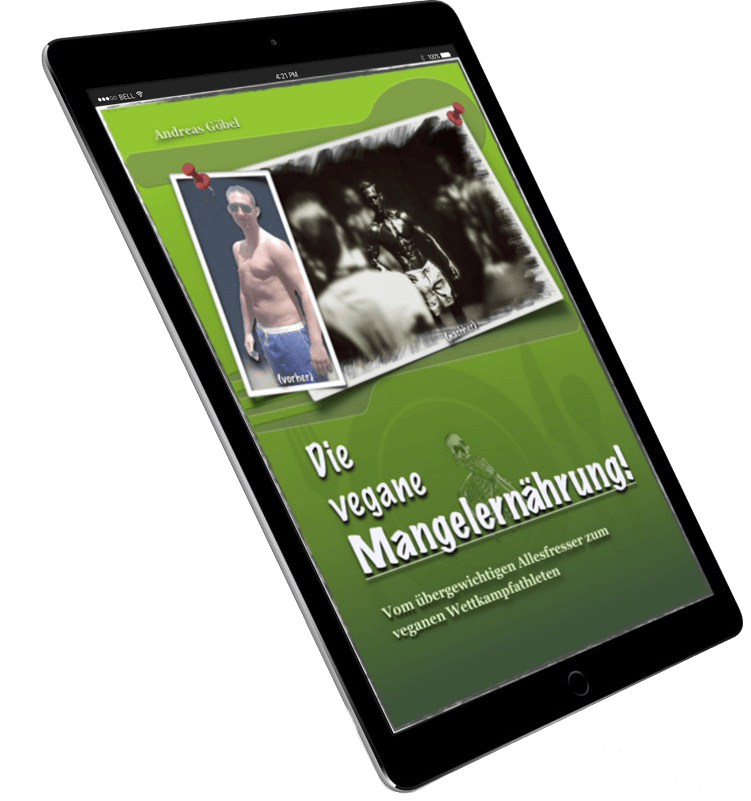 BELL
4:21 PM
100%
Andreas Göbel
(vorher)
(nachher)
Die
vegane
Mangelernährung!
Vom übergewichtigen Allesfresser zum
veganen Wettkampfathleten